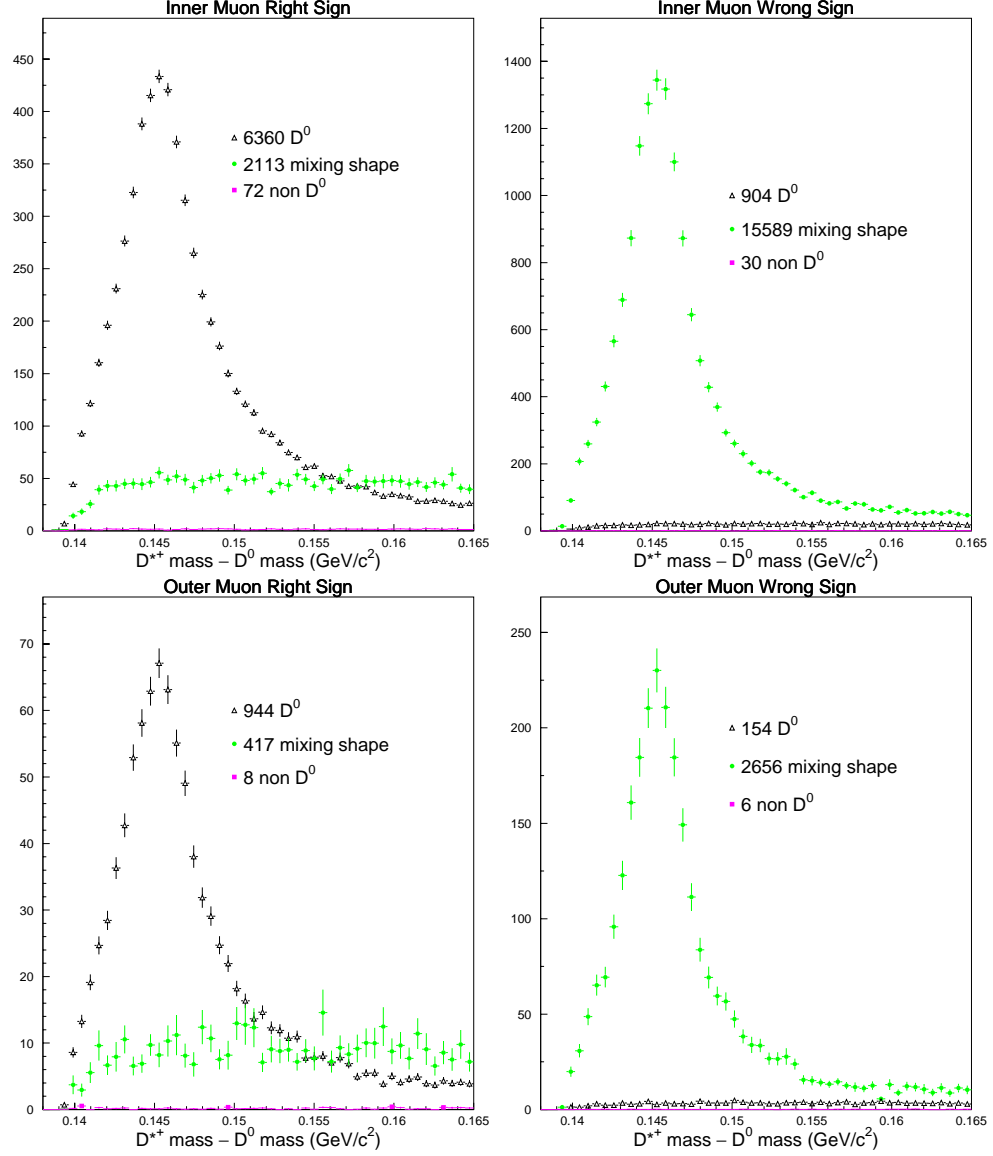 Inner Muon Right Sign
450
400
350
300
250
200
150
100
50
0
6360 D⁰
2113 mixing shape
72 non D⁰
0.14 0.145 0.15 0.155 0.16 0.165
D*⁺ mass – D⁰ mass (GeV/c²)
Inner Muon Wrong Sign
1400
1200
1000
800
600
400
200
0
904 D⁰
15589 mixing shape
30 non D⁰
0.14 0.145 0.15 0.155 0.16 0.165
D*⁺ mass – D⁰ mass (GeV/c²)
Outer Muon Right Sign
70
60
50
40
30
20
10
0
944 D⁰
417 mixing shape
8 non D⁰
0.14 0.145 0.15 0.155 0.16 0.165
D*⁺ mass – D⁰ mass (GeV/c²)
Outer Muon Wrong Sign
250
200
150
100
50
0
154 D⁰
2656 mixing shape
6 non D⁰
0.14 0.145 0.15 0.155 0.16 0.165
D*⁺ mass – D⁰ mass (GeV/c²)